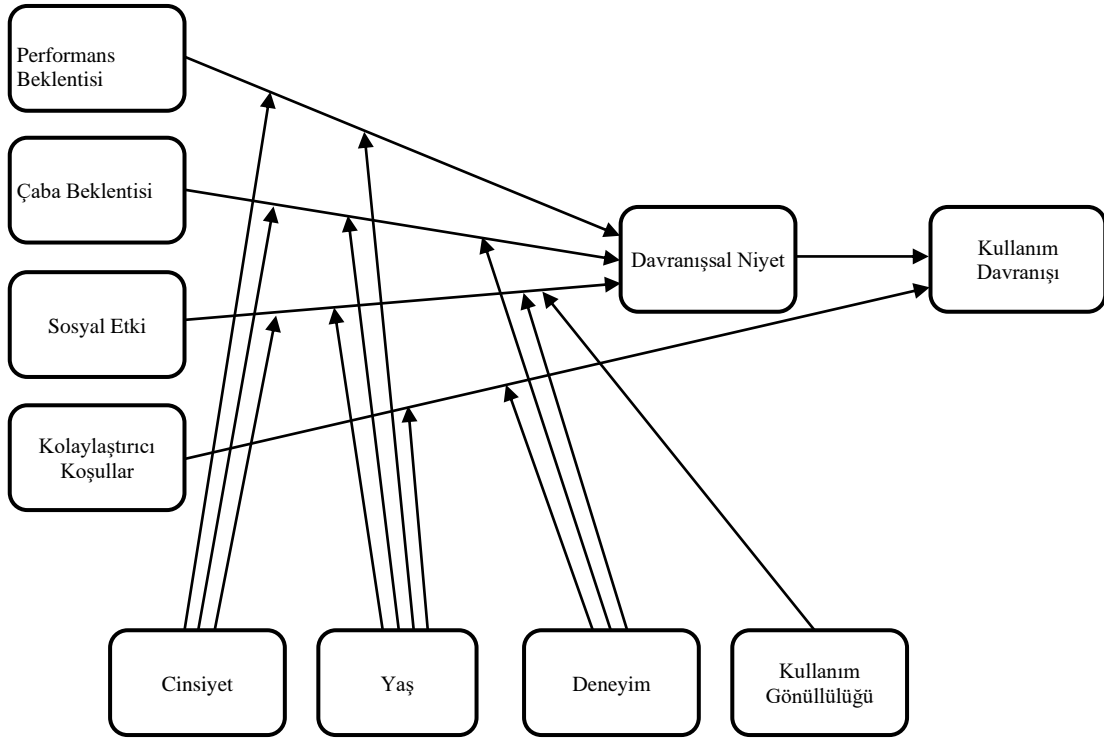 Performans
Beklentisi
Çaba Beklentisi
Sosyal Etki
Kolaylaştırıcı
Koşullar
Davranışsal Niyet
Kullanım
Davranışı
Cinsiyet
Yaş
Deneyim
Kullanım
Gönüllülüğü